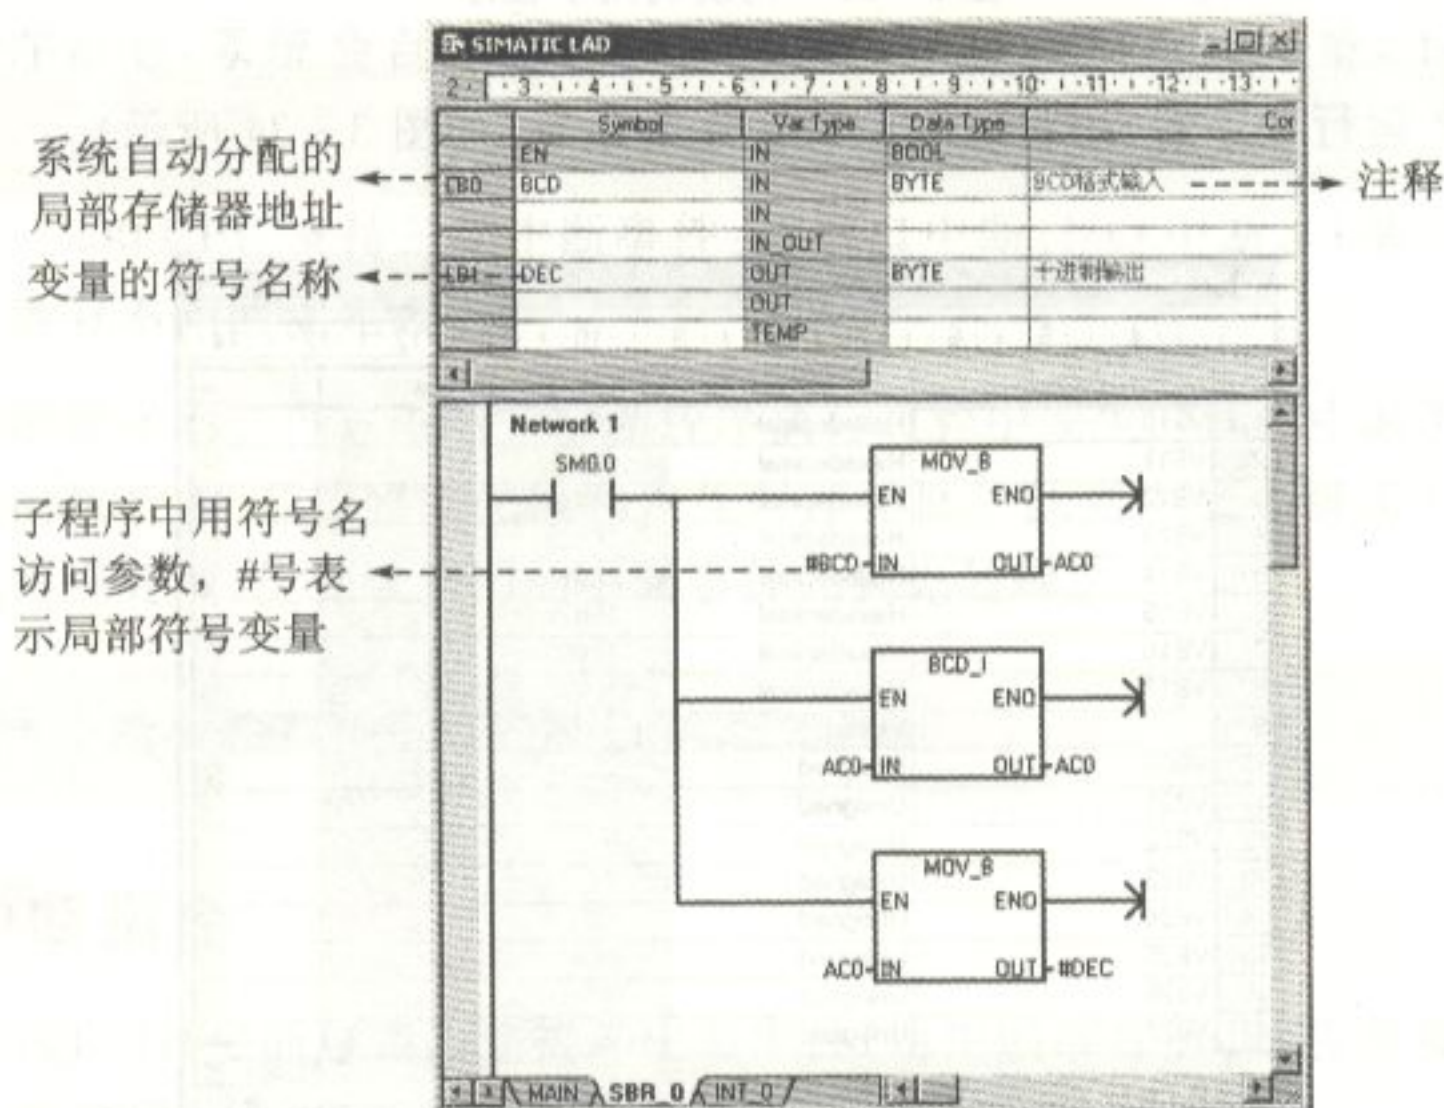 SIMATIC LAD
2 · 3 · 4 · 5 · 6 · 7 · 8 · 9 · 10 · 11 · 12 · 13
Symbol Var Type Data Type
EN IN BOOL
系统自动分配的
局部存储器地址
LB0 BCD IN BYTE BCD格式输入
注释
IN
IN_OUT
变量的符号名称
LB1 DEC OUT BYTE 十进制输出
OUT
TEMP
Network 1
SM0.0
MOV_B
EN ENO
#BCD IN OUT AC0
子程序中用符号名
访问参数，#号表
示局部符号变量
BCD_I
EN ENO
AC0 IN OUT AC0
MOV_B
EN ENO
AC0 IN OUT #DEC
MAIN SBR_0 INT_0